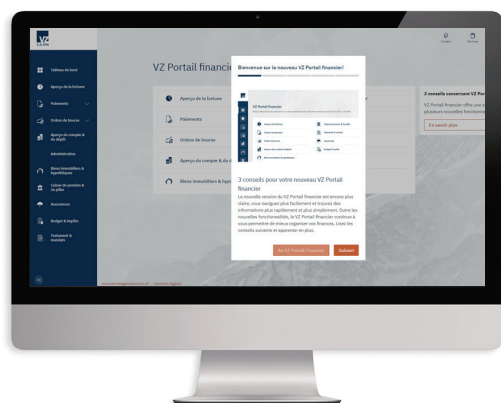 VZ
VZ Portail financi
Bienvenue sur le nouveau VZ Portail financier!
Tableau de bord
Aperçu de la fortune
Paiements
Ordres de bourse
Aperçu du compte &
du dépôt
Administration
Biens immobiliers &
hypothèques
Caisse de pension &
3e pilier
Assurances
Budget & impôts
Testament &
mandats
Aperçu de la fortune
Paiements
Ordres de bourse
Aperçu du compte & du d
Biens immobiliers & hypo
VZ Portail financier
3 conseils pour votre nouveau VZ Portail
financier
La nouvelle version du VZ Portail financier est encore plus
claire, vous naviguez plus facilement et trouvez des
informations plus rapidement et plus simplement. Outre les
nouvelles fonctionnalités, le VZ Portail financier continue à
vous permettre de mieux organiser vos finances. Lisez les
conseils suivants et apprenez-en plus.
Au VZ Portail financier
Suivant
3 conseils concernant VZ Por
VZ Portail financier offre une n
plusieurs nouvelles fonctionna
En savoir plus